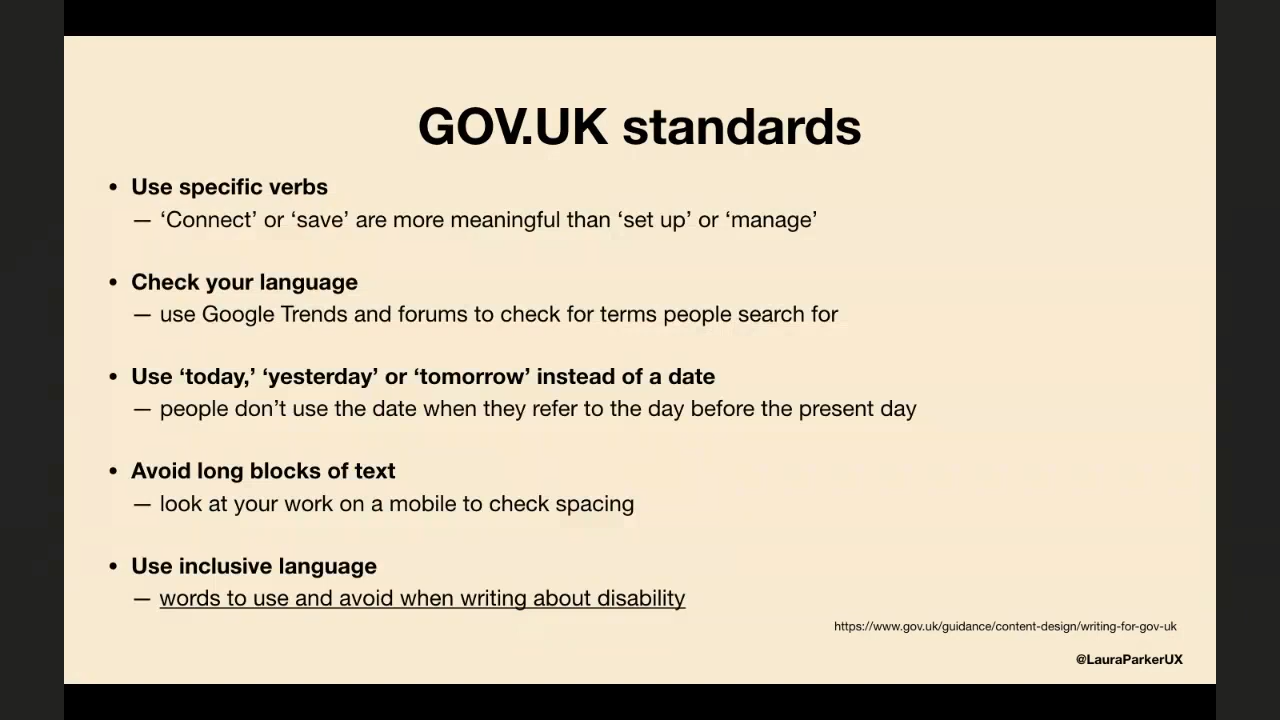 GOV.UK standards
• Use specific verbs
— ‘Connect’ or ‘save’ are more meaningful than ‘set up’ or ‘manage’
• Check your language
— use Google Trends and forums to check for terms people search for
• Use ‘today,’ ‘yesterday’ or ‘tomorrow’ instead of a date
— people don’t use the date when they refer to the day before the present day
• Avoid long blocks of text
— look at your work on a mobile to check spacing
• Use inclusive language
— words to use and avoid when writing about disability
https://www.gov.uk/guidance/content-design/writing-for-gov-uk
@LauraParkerUX